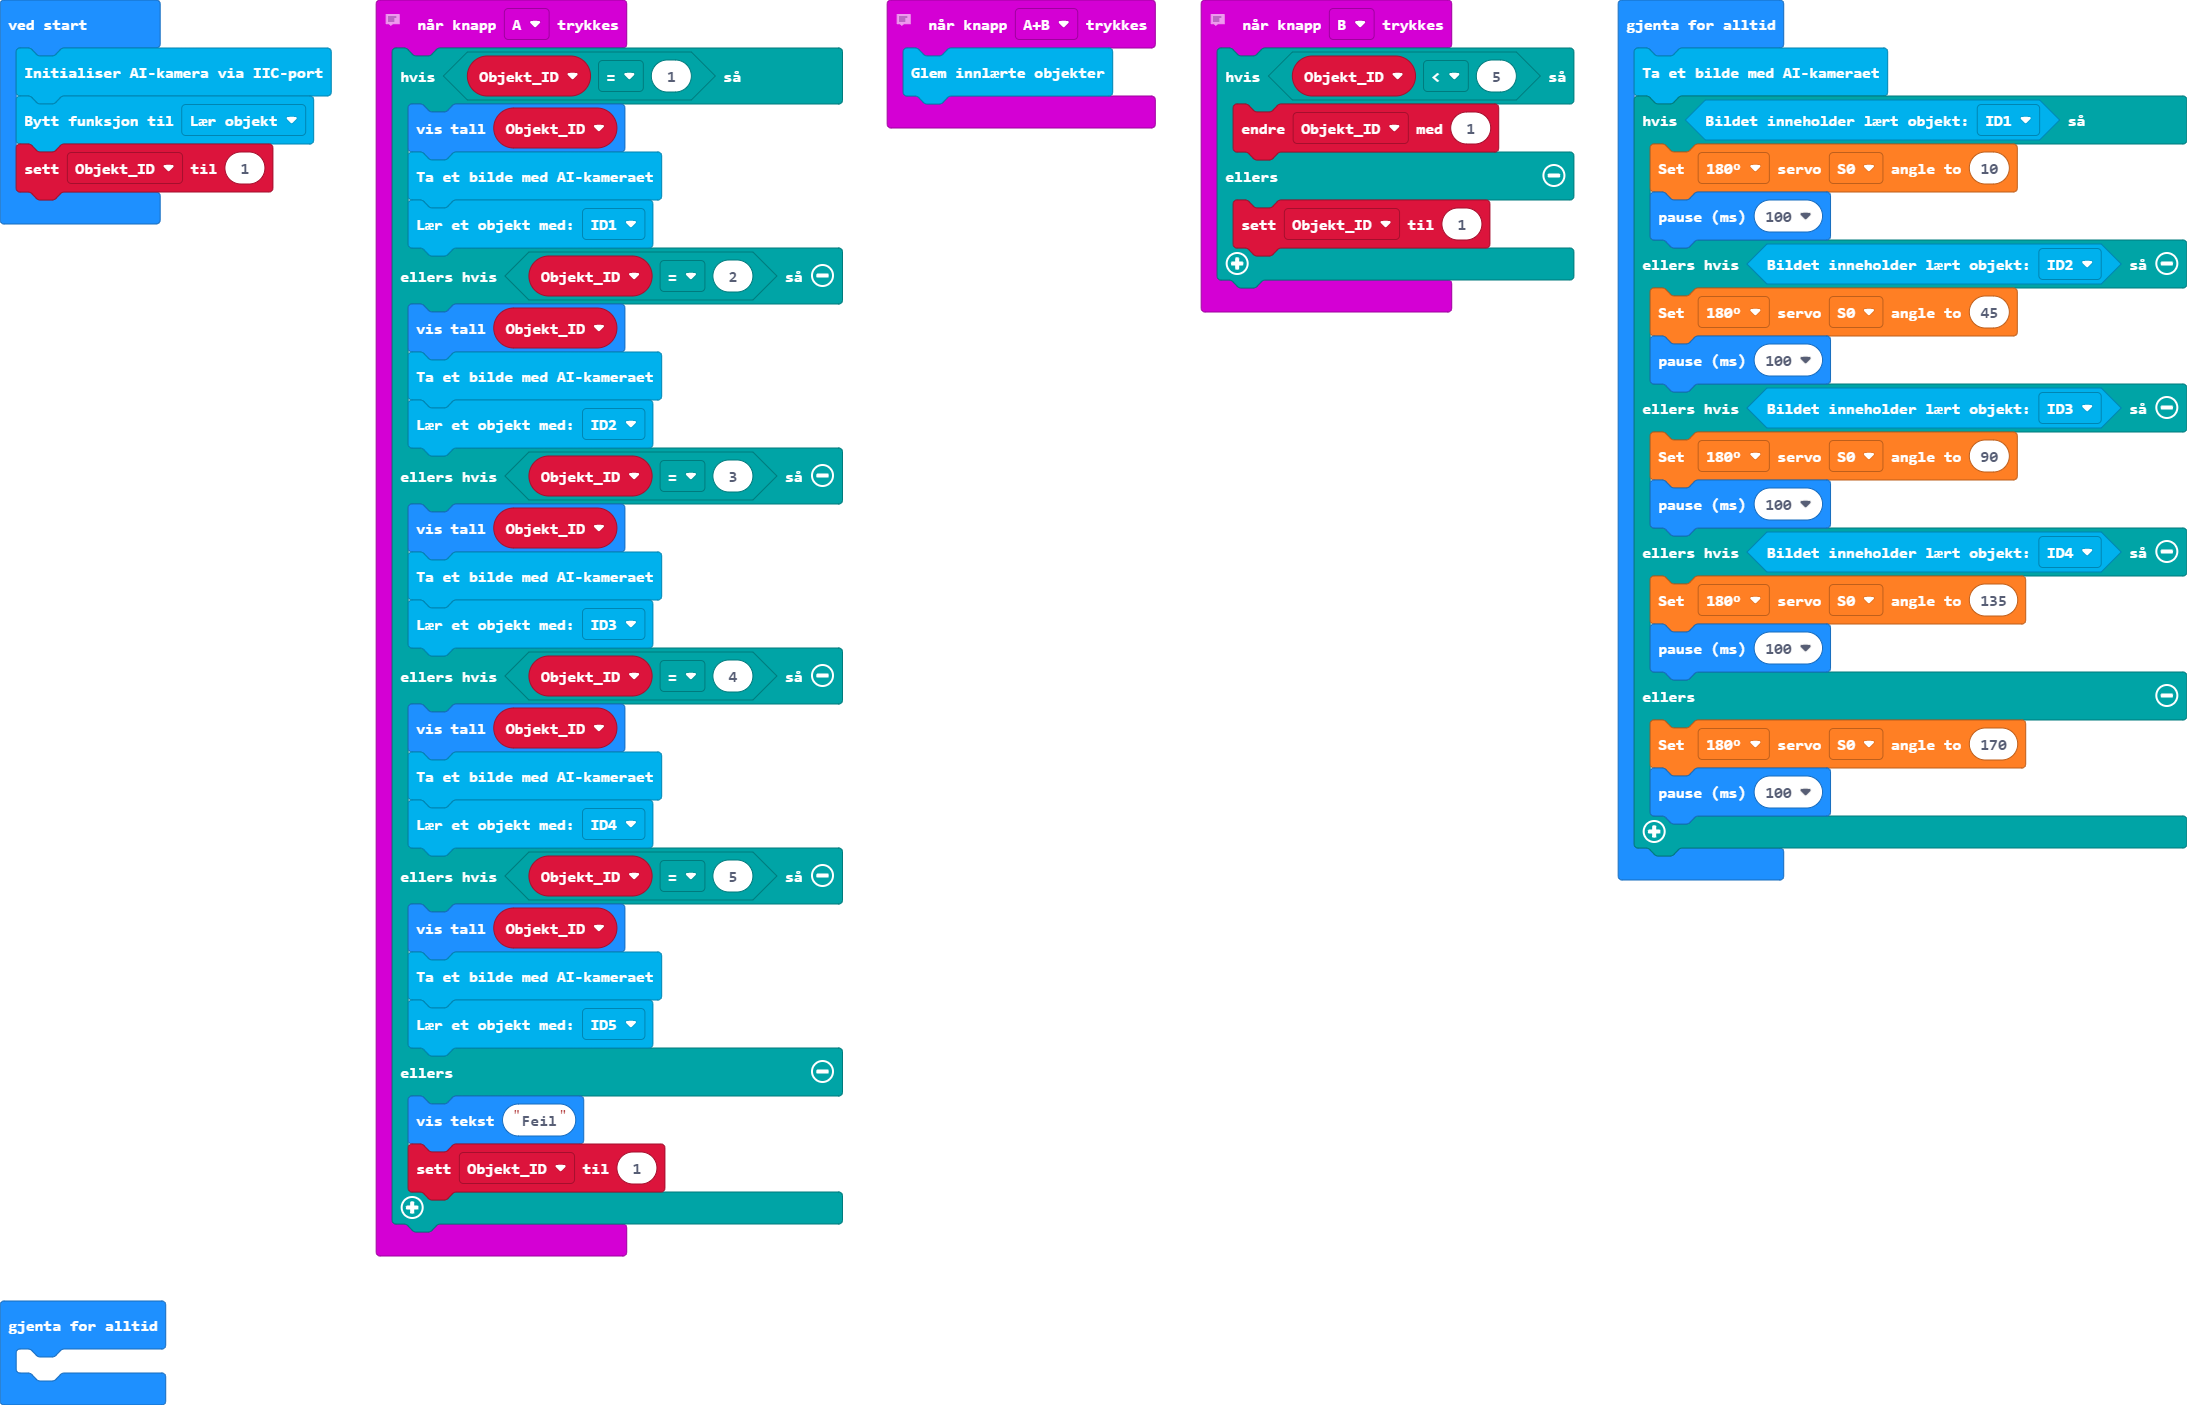 ved start
Initialiser AI-kamera via IIC-port
Bytt funksjon til Lær objekt
sett Objekt_ID til 1
når knapp A trykkes
hvis Objekt_ID = 1 så
vis tall Objekt_ID
Ta et bilde med AI-kameraet
Lær et objekt med: ID1
ellers hvis Objekt_ID = 2 så
vis tall Objekt_ID
Ta et bilde med AI-kameraet
Lær et objekt med: ID2
ellers hvis Objekt_ID = 3 så
vis tall Objekt_ID
Ta et bilde med AI-kameraet
Lær et objekt med: ID3
ellers hvis Objekt_ID = 4 så
vis tall Objekt_ID
Ta et bilde med AI-kameraet
Lær et objekt med: ID4
ellers hvis Objekt_ID = 5 så
vis tall Objekt_ID
Ta et bilde med AI-kameraet
Lær et objekt med: ID5
ellers
vis tekst "Feil"
sett Objekt_ID til 1
når knapp A+B trykkes
Glem innlærte objekter
når knapp B trykkes
hvis Objekt_ID < 5 så
endre Objekt_ID med 1
ellers
sett Objekt_ID til 1
gjenta for alltid
Ta et bilde med AI-kameraet
hvis Bildet inneholder lært objekt: ID1 så
Set 180° servo S0 angle to 10
pause (ms) 100
ellers hvis Bildet inneholder lært objekt: ID2 så
Set 180° servo S0 angle to 45
pause (ms) 100
ellers hvis Bildet inneholder lært objekt: ID3 så
Set 180° servo S0 angle to 90
pause (ms) 100
ellers hvis Bildet inneholder lært objekt: ID4 så
Set 180° servo S0 angle to 135
pause (ms) 100
ellers
Set 180° servo S0 angle to 170
pause (ms) 100
gjenta for alltid